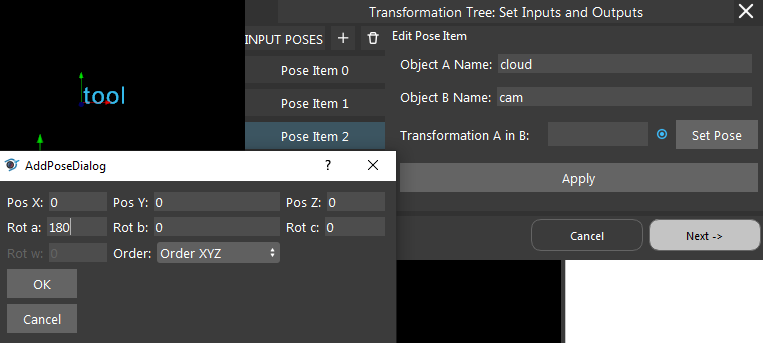 Transformation Tree: Set Inputs and Outputs
INPUT POSES +
Edit Pose Item
Pose Item 0
Object A Name: cloud
tool
Pose Item 1
Object B Name: cam
Pose Item 2
Transformation A in B: Set Pose
AddPoseDialog ?
Apply
Pos X: 0 Pos Y: 0 Pos Z: 0
Rot a: 180 Rot b: 0 Rot c: 0
Cancel Next ->
Rot w: 0 Order: Order XYZ
OK
Cancel